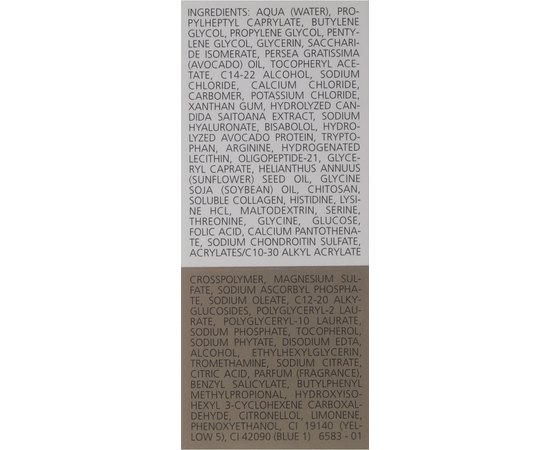 INGREDIENTS: AQUA (WATER), PRO-
PYLHEPTYL CAPRYLATE, BUTYLENE
GLYCOL, PROPYLENE GLYCOL, PENTY-
LENE GLYCOL, GLYCERIN, SACCHARI-
DE ISOMERATE, PERSEA GRATISSIMA
(AVOCADO) OIL, TOCOPHERYL ACE-
TATE, C14-22 ALCOHOL, SODIUM
CHLORIDE, CALCIUM CHLORIDE,
CARBOMER, POTASSIUM CHLORIDE,
XANTHAN GUM, HYDROLYZED CAN-
DIDA SAITOANA EXTRACT, SODIUM
HYALURONATE, BISABOLOL, HYDRO-
LYZED AVOCADO PROTEIN, TRYPTO-
PHAN, ARGININE, HYDROGENATED
LECITHIN, OLIGOPEPTIDE-21, GLYCE-
RYL CAPRATE, HELIANTHUS ANNUUS
(SUNFLOWER) SEED OIL, GLYCINE
SOJA (SOYBEAN) OIL, CHITOSAN,
SOLUBLE COLLAGEN, HISTIDINE, LYSI-
NE HCL, MALTODEXTRIN, SERINE,
THREONINE, GLYCINE, GLUCOSE,
FOLIC ACID, CALCIUM PANTOTHENA-
TE, SODIUM CHONDROITIN SULFATE,
ACRYLATES/C10-30 ALKYL ACRYLATE
CROSSPOLYMER, MAGNESIUM SUL-
FATE, SODIUM ASCORBYL PHOSPHA-
TE, SODIUM OLEATE, C12-20 ALKY-
GLUCOSIDES, POLYGLYCERYL-2 LAU-
RATE, POLYGLYCERYL-10 LAURATE,
SODIUM PHOSPHATE, TOCOPHEROL,
SODIUM PHYTATE, DISODIUM EDTA,
ALCOHOL, ETHYLHEXYLGLYCERIN,
TROMETHAMINE, SODIUM CITRATE,
CITRIC ACID, PARFUM (FRAGRANCE),
BENZYL SALICYLATE, BUTYLPHENYL
METHYLPROPIONAL, HYDROXYISO-
HEXYL 3-CYCLOHEXENE CARBOXAL-
DEHYDE, CITRONELLOL, LIMONENE,
PHENOXYETHANOL, CI 19140 (YEL-
LOW 5), CI 42090 (BLUE 1) 6583 - 01